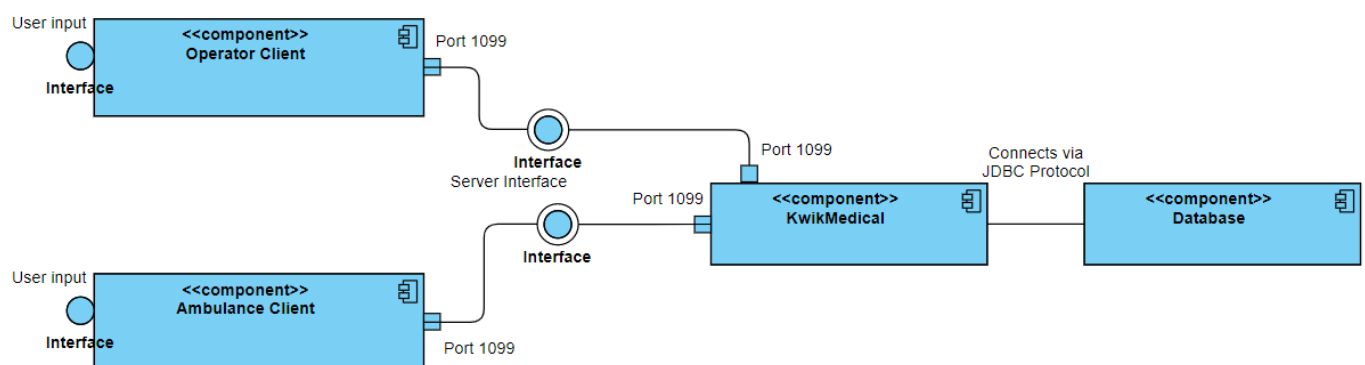 User input
<<component>>
Operator Client
Interface
Port 1099
Interface
Server Interface
Port 1099
Connects via
JDBC Protocol
Port 1099
<<component>>
KwikMedical
<<component>>
Database
Interface
User input
<<component>>
Ambulance Client
Interface
Port 1099